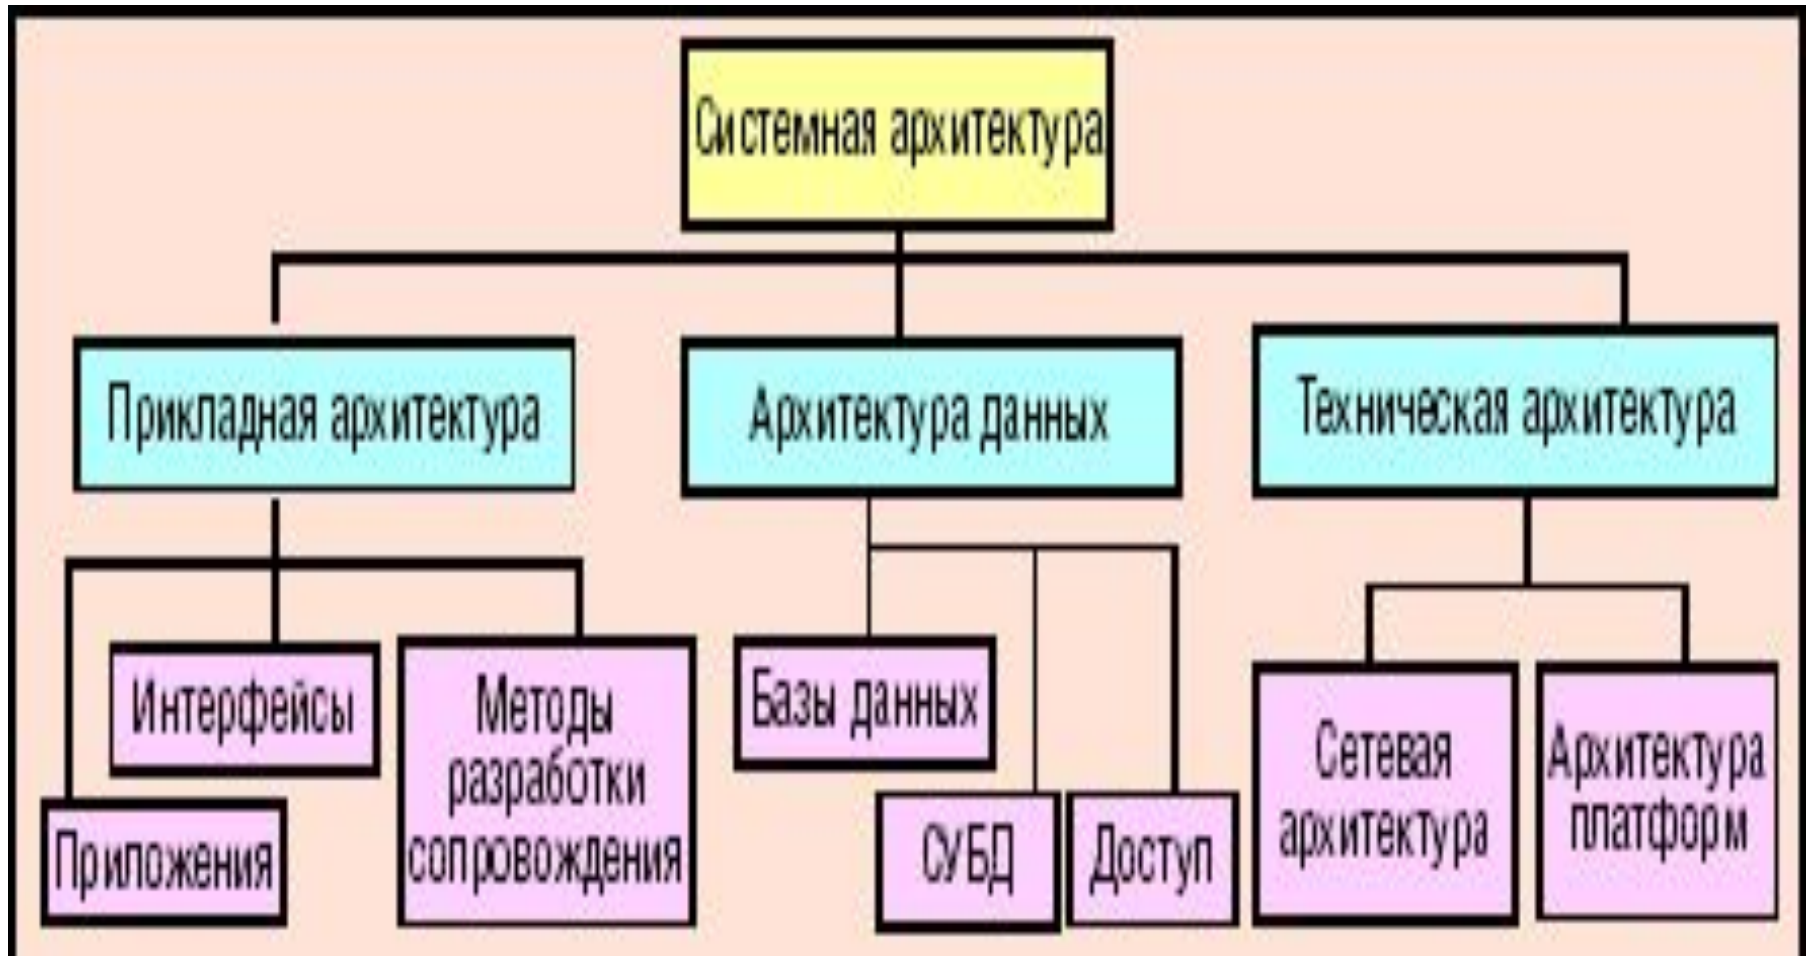 Системная архитектура
Прикладная архитектура
Архитектура данных
Техническая архитектура
Интерфейсы
Методы
разработки
сопровождения
Базы данных
Сетевая
архитектура
Архитектура
платформ
Приложения
СУБД
Доступ